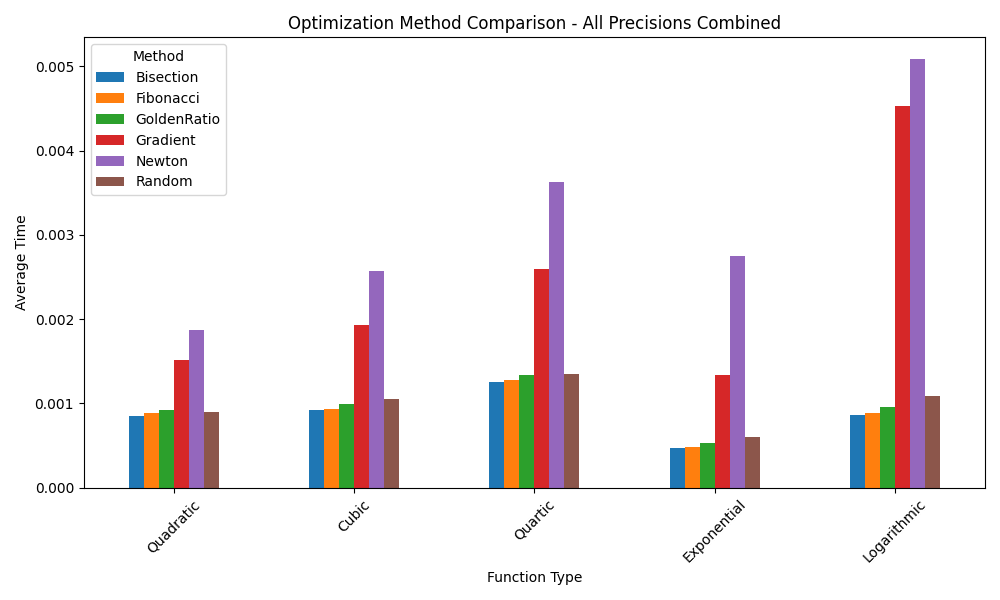 Optimization Method Comparison - All Precisions Combined
Method
Bisection
Fibonacci
GoldenRatio
Gradient
Newton
Random
Average Time
0.005
0.004
0.003
0.002
0.001
0.000
Quadratic
Cubic
Quartic
Exponential
Logarithmic
Function Type